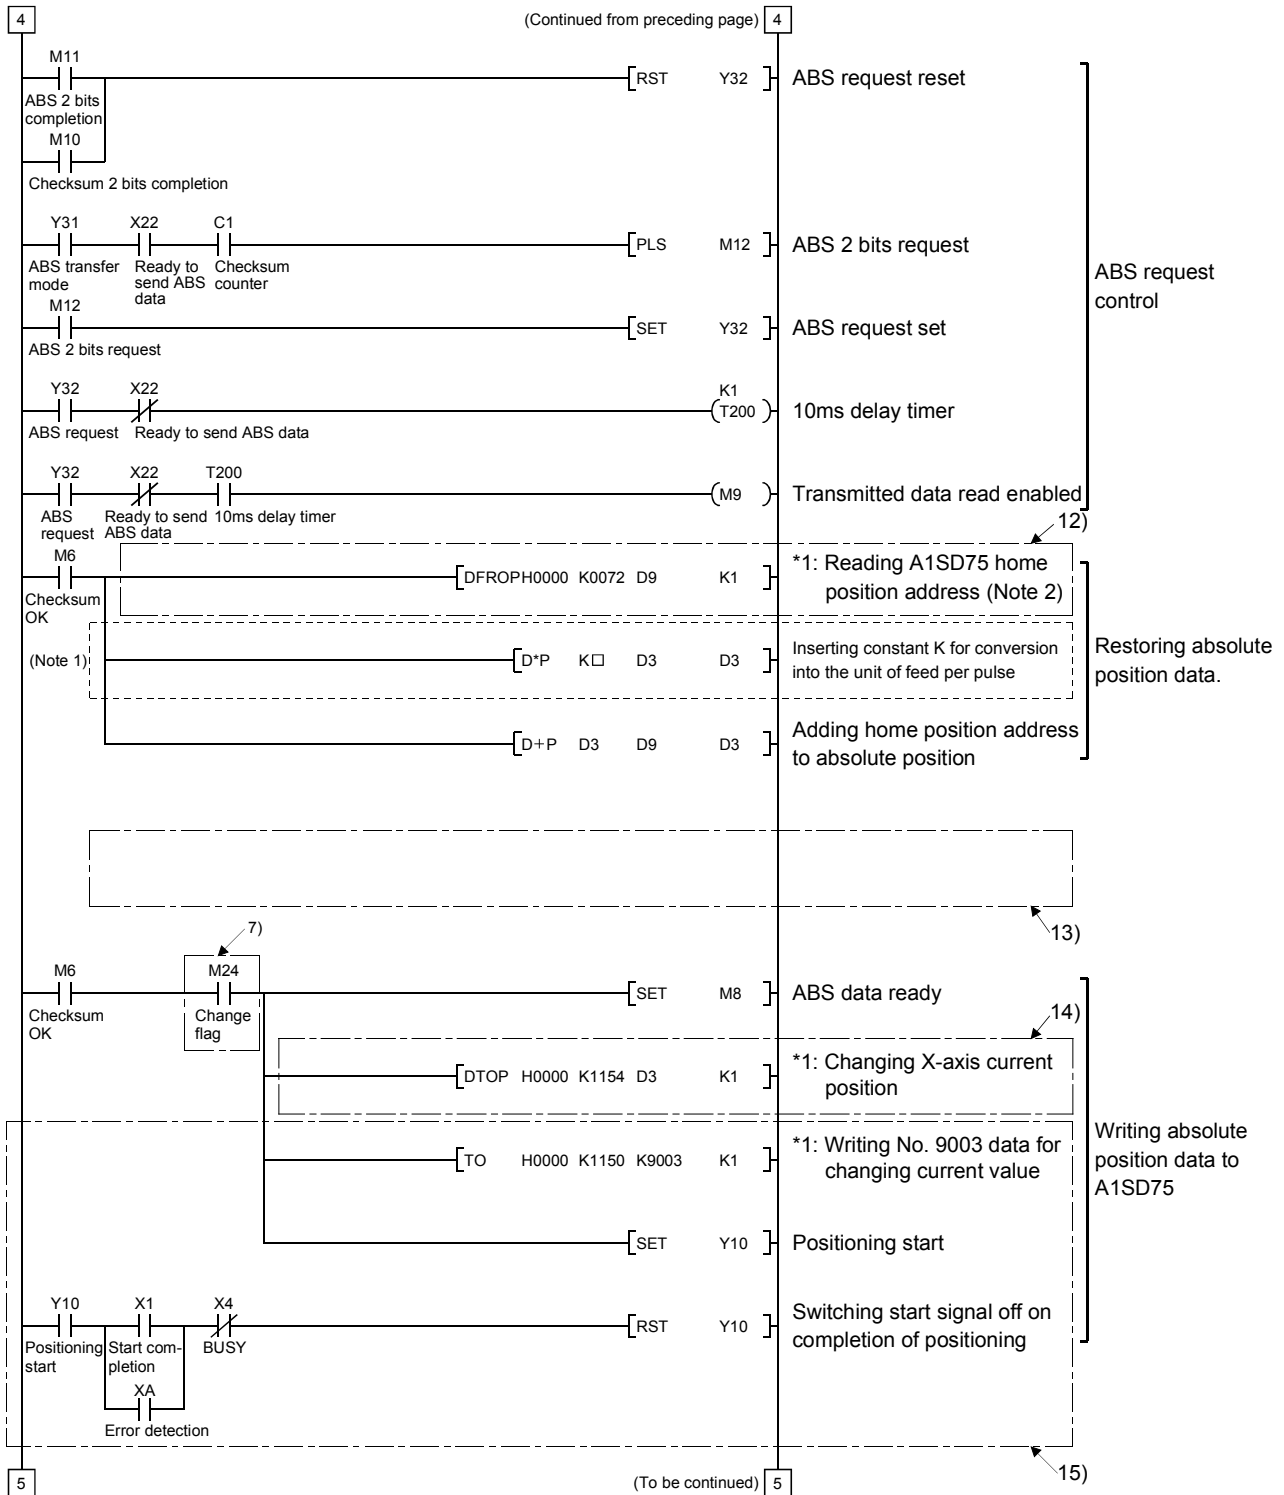 4
(Continued from preceding page) 4
M11
RST Y32
ABS request reset
ABS 2 bits
completion
M10
Checksum 2 bits completion
Y31 X22 C1
PLS M12
ABS 2 bits request
ABS transfer
mode
Ready to
send ABS
data
Checksum
counter
ABS request
control
M12
SET Y32
ABS request set
ABS 2 bits request
Y32 X22
K1
T200
10ms delay timer
ABS request
Ready to send ABS data
Y32 X22 T200
M9
Transmitted data read enabled
ABS
request
Ready to send
ABS data
10ms delay timer
12)
M6
DFROPH0000 K0072 D9 K1
*1: Reading A1SD75 home
position address (Note 2)
Checksum
OK
(Note 1)
D*P K□ D3 D3
Inserting constant K for conversion
into the unit of feed per pulse
Restoring absolute
position data.
D+P D3 D9 D3
Adding home position address
to absolute position
13)
7)
M6 M24
SET M8
ABS data ready
Checksum
OK
Change
flag
14)
DTOP H0000 K1154 D3 K1
*1: Changing X-axis current
position
TO H0000 K1150 K9003 K1
*1: Writing No. 9003 data for
changing current value
Writing absolute
position data to
A1SD75
SET Y10
Positioning start
Y10 X1 X4
RST Y10
Switching start signal off on
completion of positioning
Positioning
start
Start com-
pletion
BUSY
XA
Error detection
15)
5
(To be continued) 5